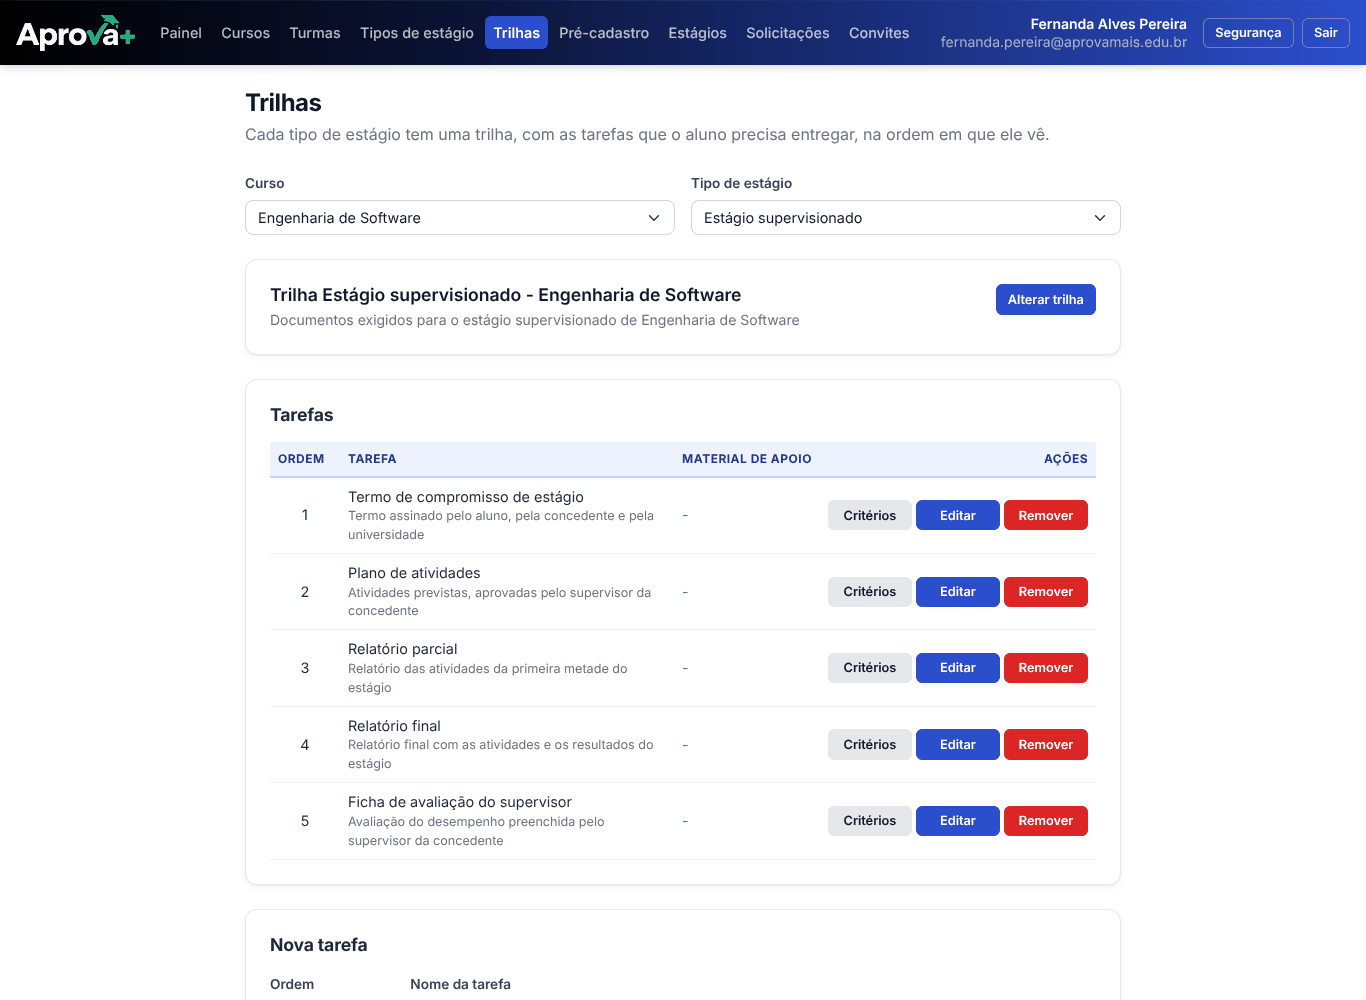 Aprova+
Painel
Cursos
Turmas
Tipos de estágio
Trilhas
Pré-cadastro
Estágios
Solicitações
Convites
Fernanda Alves Pereira
fernanda.pereira@aprovamais.edu.br
Segurança
Sair
Trilhas
Cada tipo de estágio tem uma trilha, com as tarefas que o aluno precisa entregar, na ordem em que ele vê.
Curso
Engenharia de Software
Tipo de estágio
Estágio supervisionado
Trilha Estágio supervisionado - Engenharia de Software
Documentos exigidos para o estágio supervisionado de Engenharia de Software
Alterar trilha
Tarefas
ORDEM TAREFA MATERIAL DE APOIO AÇÕES
1
Termo de compromisso de estágio
Termo assinado pelo aluno, pela concedente e pela
universidade
-
Critérios Editar Remover
2
Plano de atividades
Atividades previstas, aprovadas pelo supervisor da
concedente
-
Critérios Editar Remover
3
Relatório parcial
Relatório das atividades da primeira metade do
estágio
-
Critérios Editar Remover
4
Relatório final
Relatório final com as atividades e os resultados do
estágio
-
Critérios Editar Remover
5
Ficha de avaliação do supervisor
Avaliação do desempenho preenchida pelo
supervisor da concedente
-
Critérios Editar Remover
Nova tarefa
Ordem
Nome da tarefa